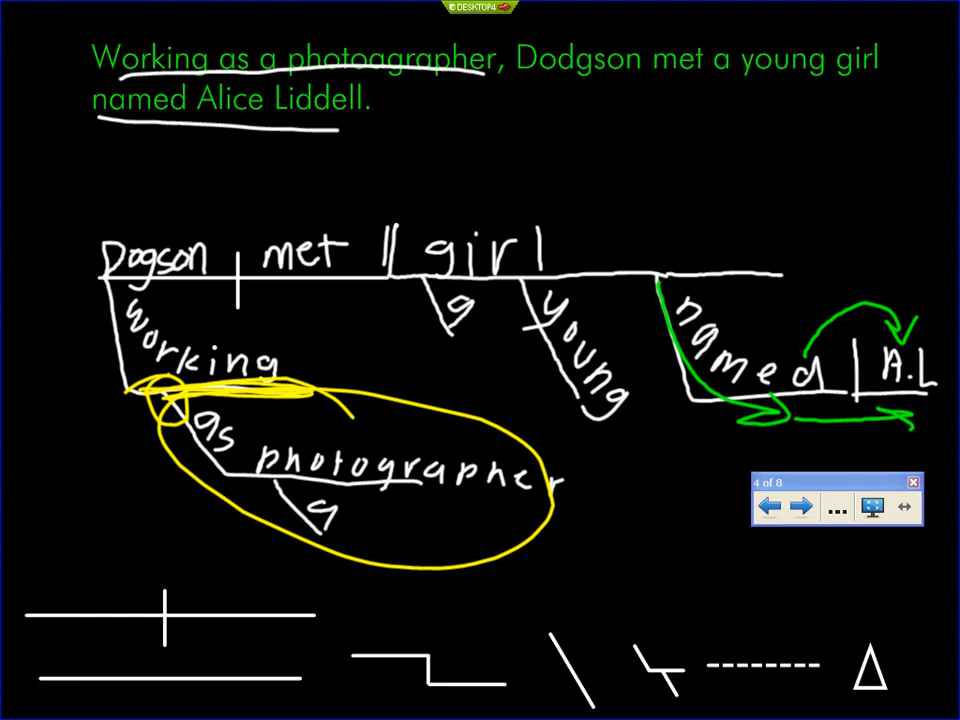 DESKTOP4
Working as a photoagrapher, Dodgson met a young girl
named Alice Liddell.
Dogson met girl
working a young named A.L
as photographer
a
4 of 8
...